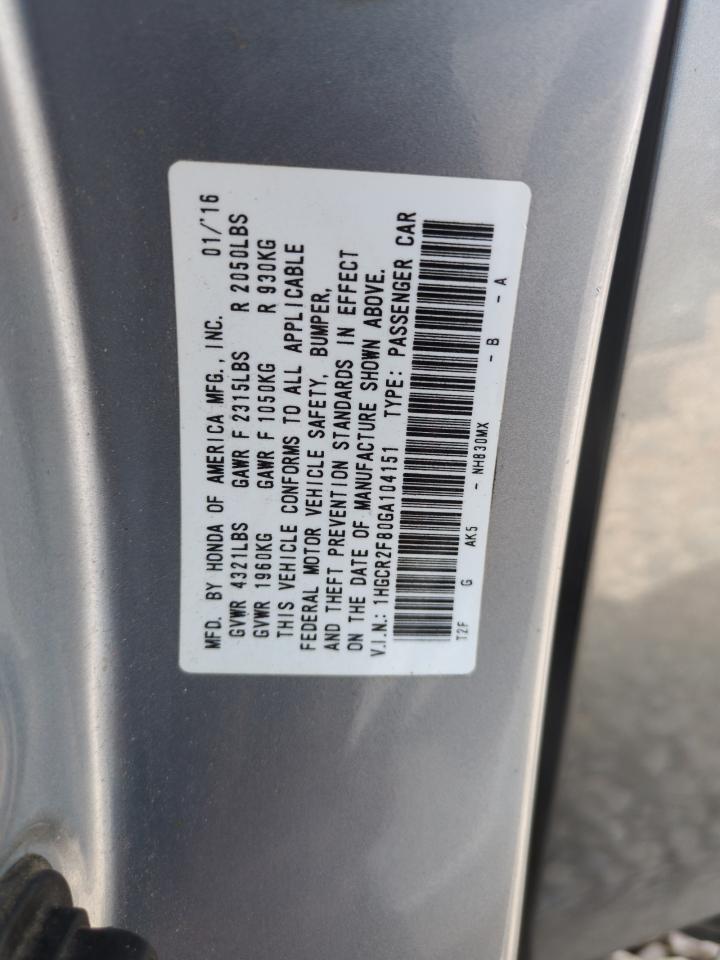 MFD. BY HONDA OF AMERICA MFG., INC. 01/'16
GVWR 4321LBS GAWR F 2315LBS R 2050LBS
GVWR 1960KG GAWR F 1050KG R 930KG
THIS VEHICLE CONFORMS TO ALL APPLICABLE
FEDERAL MOTOR VEHICLE SAFETY, BUMPER,
AND THEFT PREVENTION STANDARDS IN EFFECT
ON THE DATE OF MANUFACTURE SHOWN ABOVE.
V.I.N.: 1HGCR2F80GA104151 TYPE: PASSENGER CAR
T2F G AK5 - NH830MX - B - A